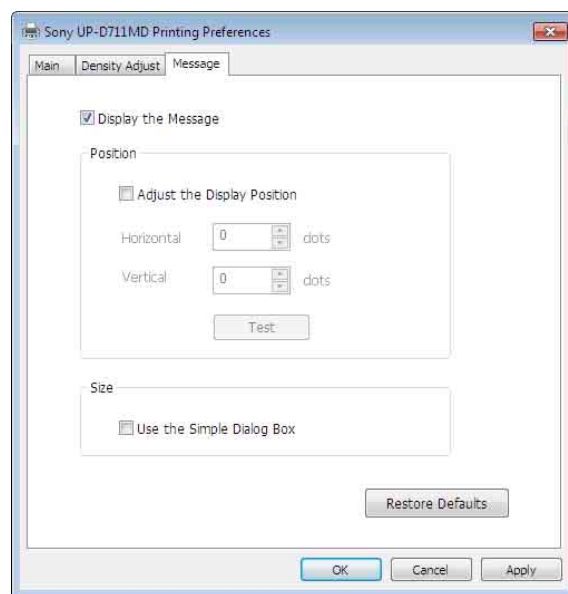 Sony UP-D711MD Printing Preferences
Main Density Adjust Message
Display the Message
Position
Adjust the Display Position
Horizontal 0 dots
Vertical 0 dots
Test
Size
Use the Simple Dialog Box
Restore Defaults
OK Cancel Apply